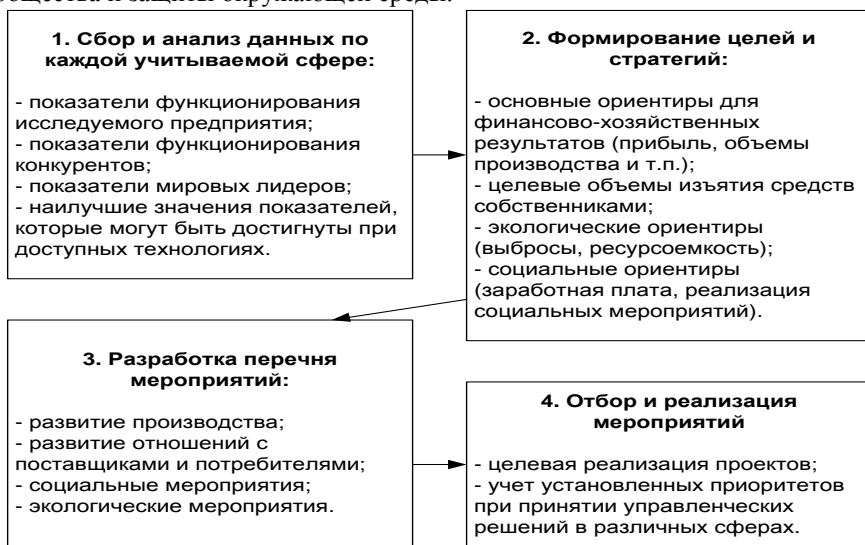 общества и защиты окружающей среды.
1. Сбор и анализ данных по
каждой учитываемой сфере:
- показатели функционирования
исследуемого предприятия;
- показатели функционирования
конкурентов;
- показатели мировых лидеров;
- наилучшие значения показателей,
которые могут быть достигнуты при
доступных технологиях.
2. Формирование целей и
стратегий:
- основные ориентиры для
финансово-хозяйственных
результатов (прибыль, объемы
производства и т.п.);
- целевые объемы изъятия средств
собственниками;
- экологические ориентиры
(выбросы, ресурсоемкость);
- социальные ориентиры
(заработная плата, реализация
социальных мероприятий).
3. Разработка перечня
мероприятий:
- развитие производства;
- развитие отношений с
поставщиками и потребителями;
- социальные мероприятия;
- экологические мероприятия.
4. Отбор и реализация
мероприятий
- целевая реализация проектов;
- учет установленных приоритетов
при принятии управленческих
решений в различных сферах.